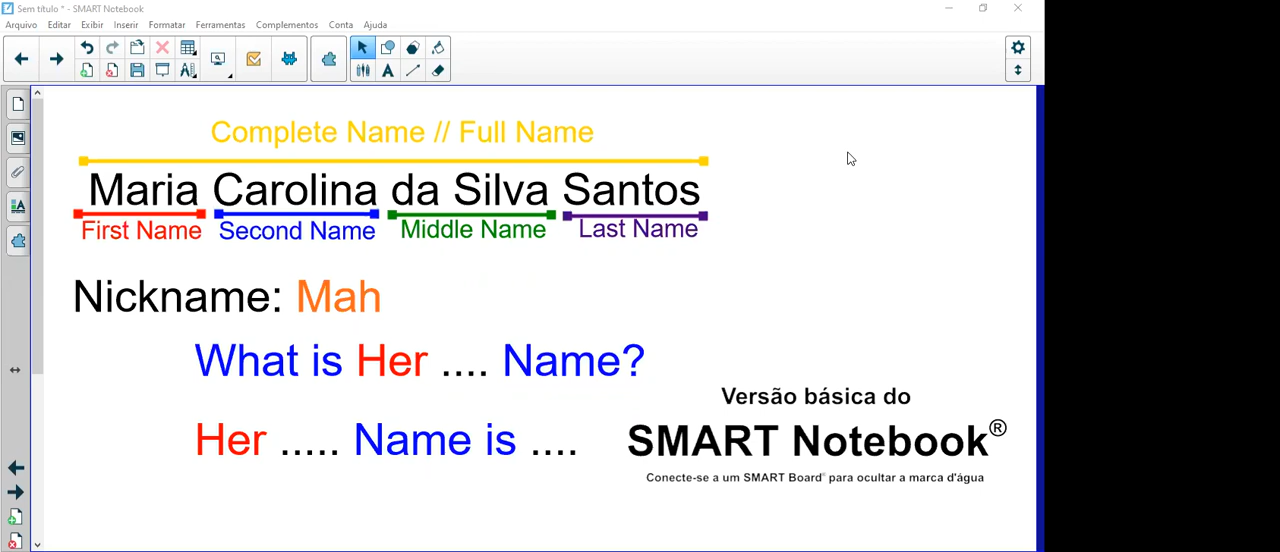 Sem título * - SMART Notebook
Arquivo Editar Exibir Inserir Formatar Ferramentas Complementos Conta Ajuda
Complete Name // Full Name
Maria Carolina da Silva Santos
First Name Second Name Middle Name Last Name
Nickname: Mah
What is Her .... Name?
Her ..... Name is ....
Versão básica do
SMART Notebook®
Conecte-se a um SMART Board® para ocultar a marca d'água